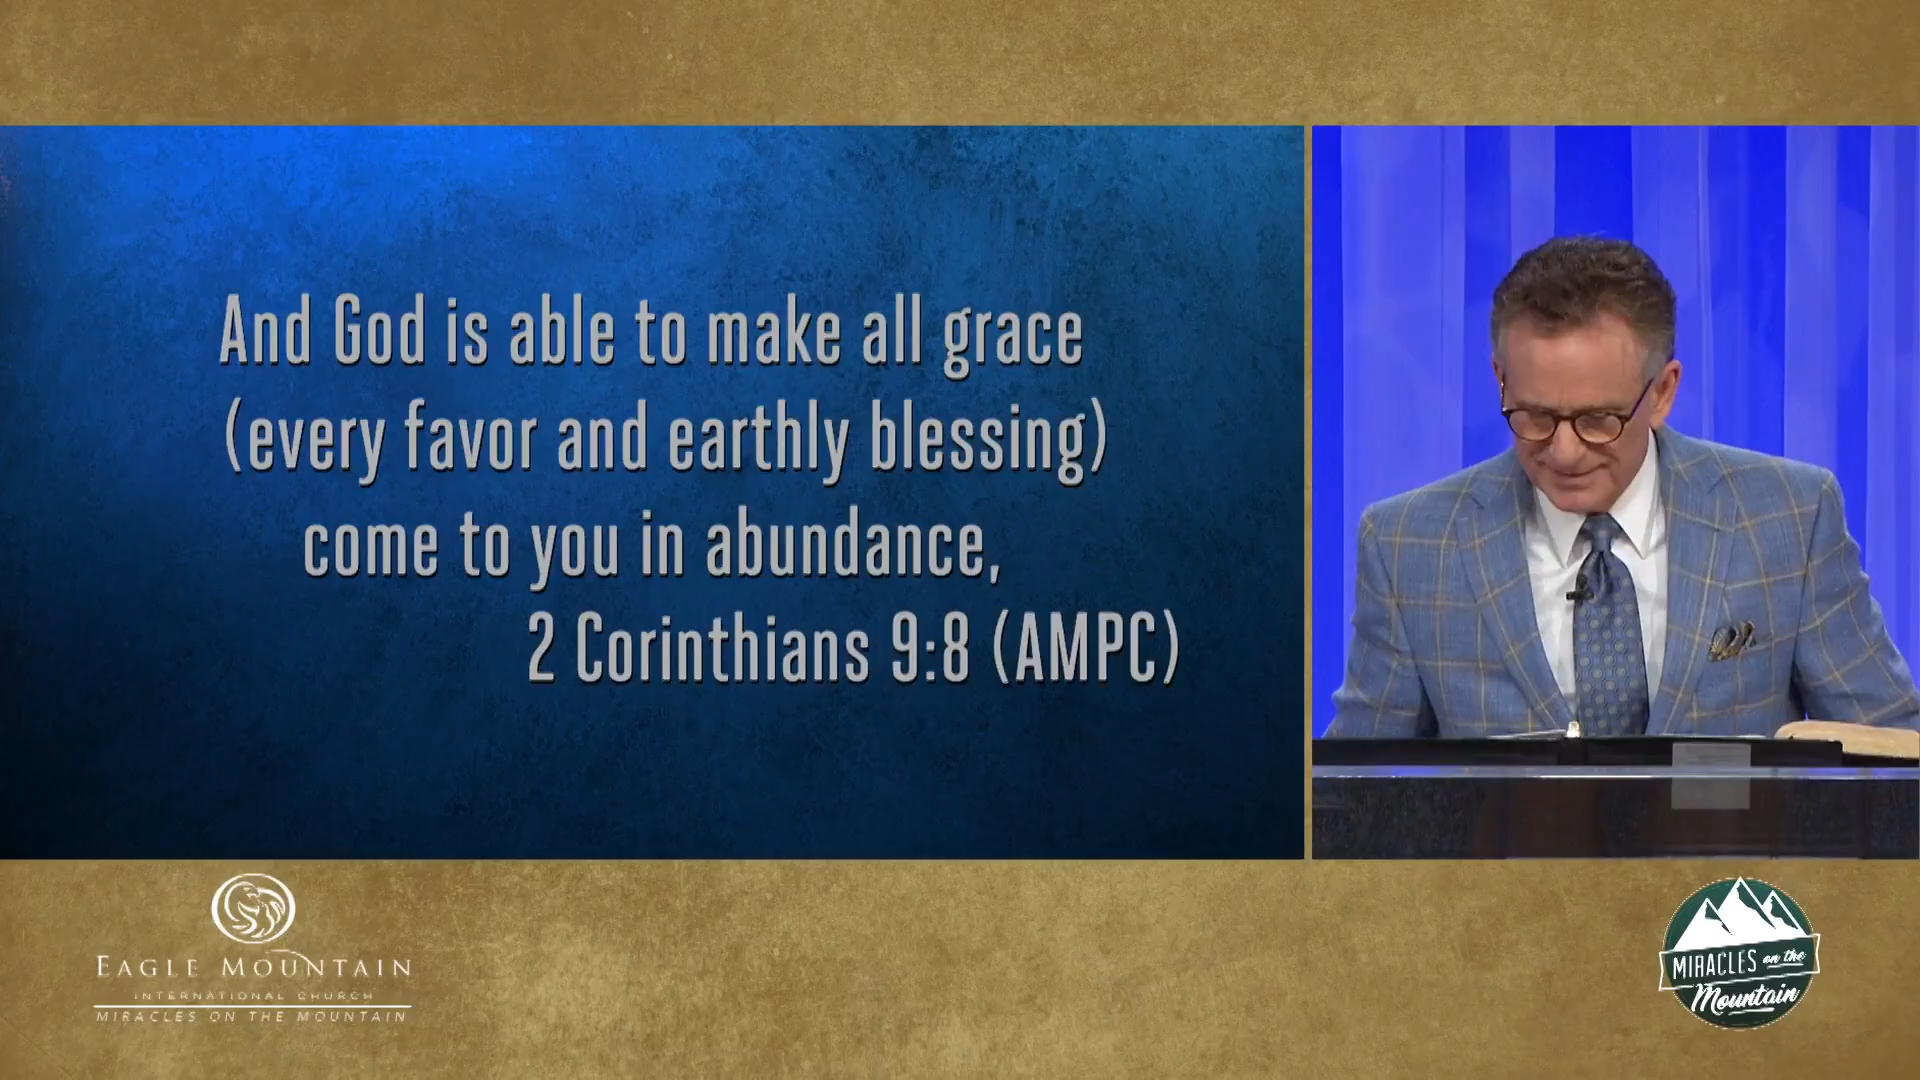 And God is able to make all grace
(every favor and earthly blessing)
come to you in abundance,
2 Corinthians 9:8 (AMPC)
EAGLE MOUNTAIN
INTERNATIONAL CHURCH
MIRACLES ON THE MOUNTAIN
MIRACLES on the
Mountain